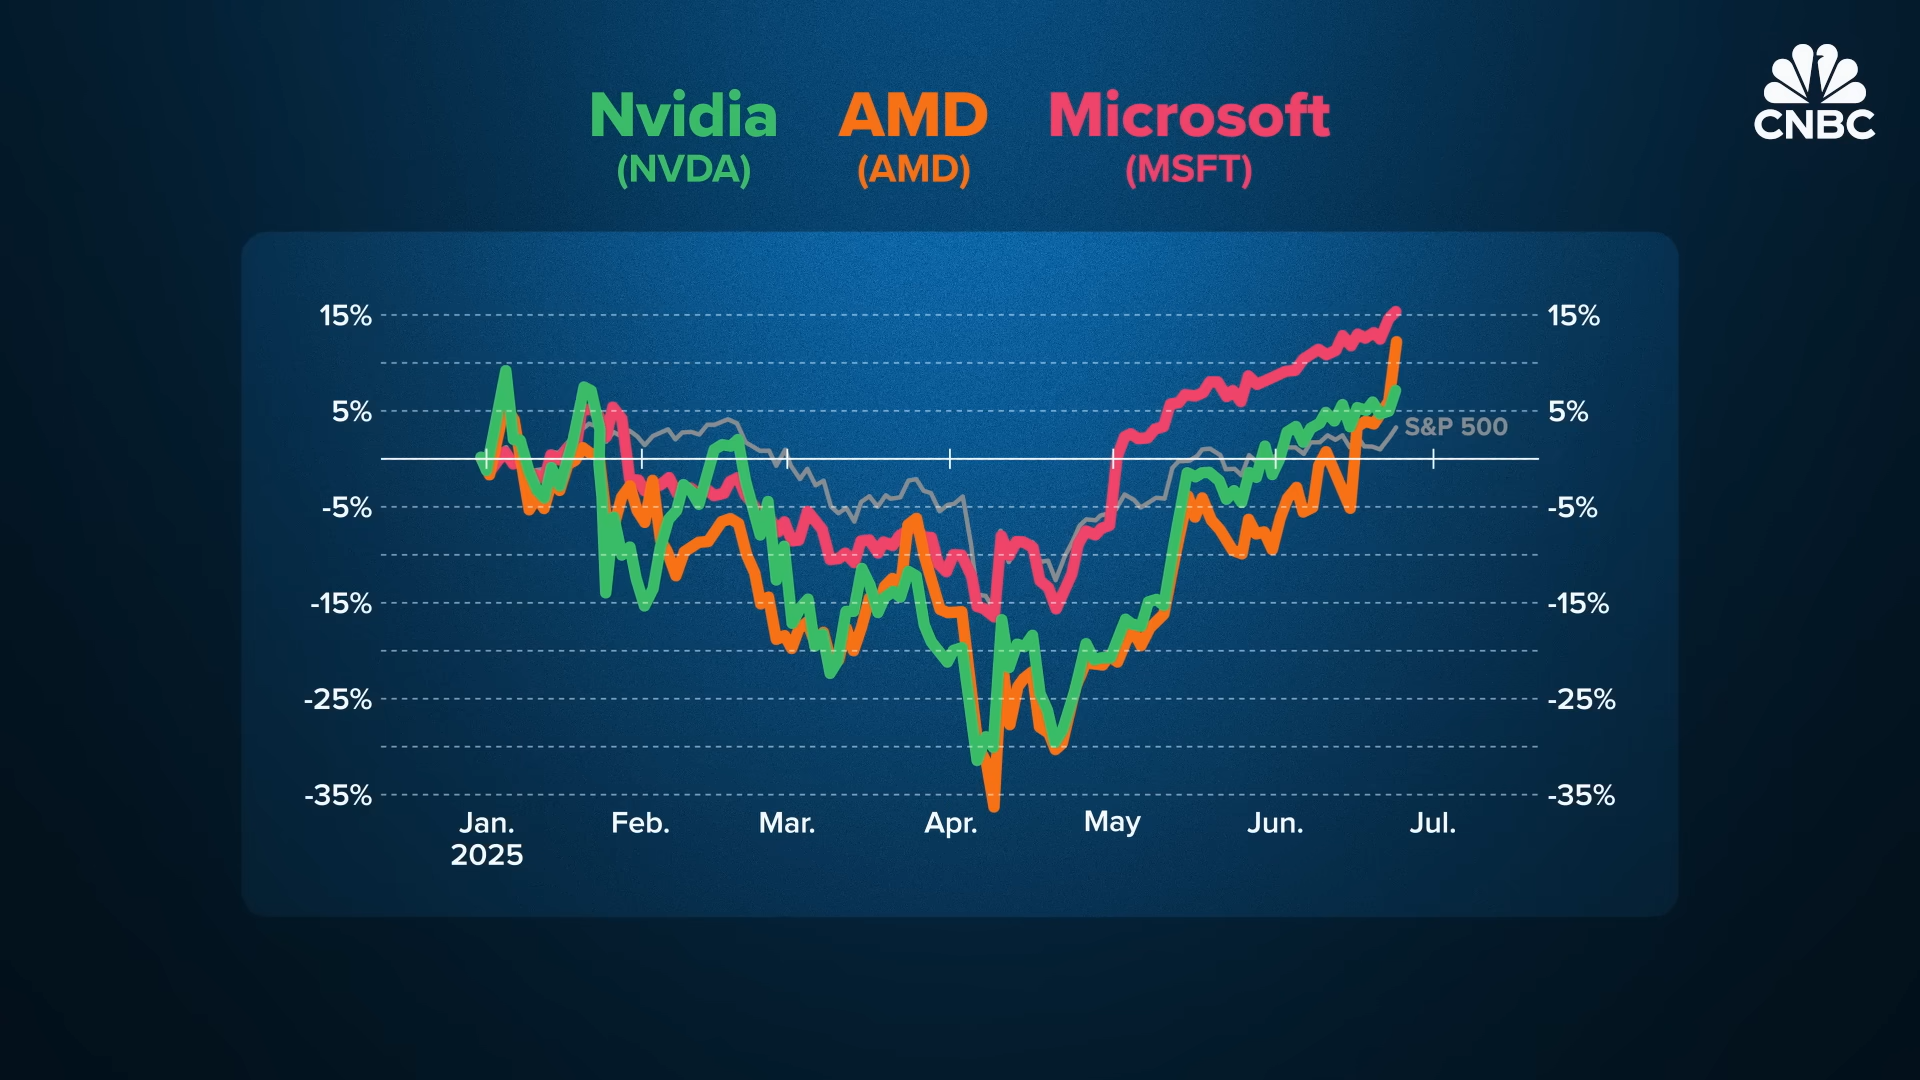 CNBC
Nvidia AMD Microsoft
(NVDA) (AMD) (MSFT)
15% 15%
5% 5%
S&P 500
-5% -5%
-15% -15%
-25% -25%
-35% -35%
Jan. Feb. Mar. Apr. May Jun. Jul.
2025